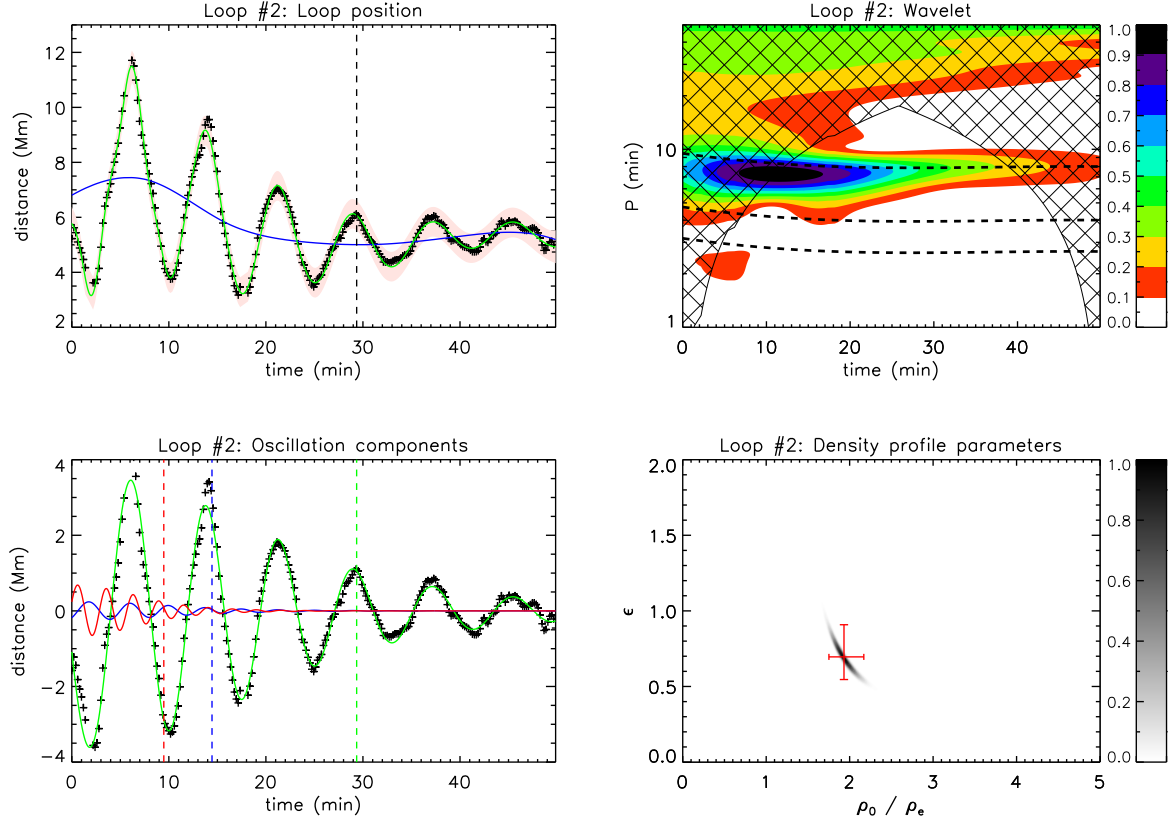 Loop #2: Loop position
distance (Mm)
12
10
8
6
4
2
0 10 20 30 40
time (min)
Loop #2: Wavelet
P (min)
10
1
0 10 20 30 40
time (min)
1.0
0.9
0.8
0.7
0.6
0.5
0.4
0.3
0.2
0.1
0.0
Loop #2: Oscillation components
distance (Mm)
4
2
0
-2
-4
0 10 20 30 40
time (min)
Loop #2: Density profile parameters
ϵ
2.0
1.5
1.0
0.5
0.0
0 1 2 3 4 5
ρ₀ / ρₑ
1.0
0.8
0.6
0.4
0.2
0.0